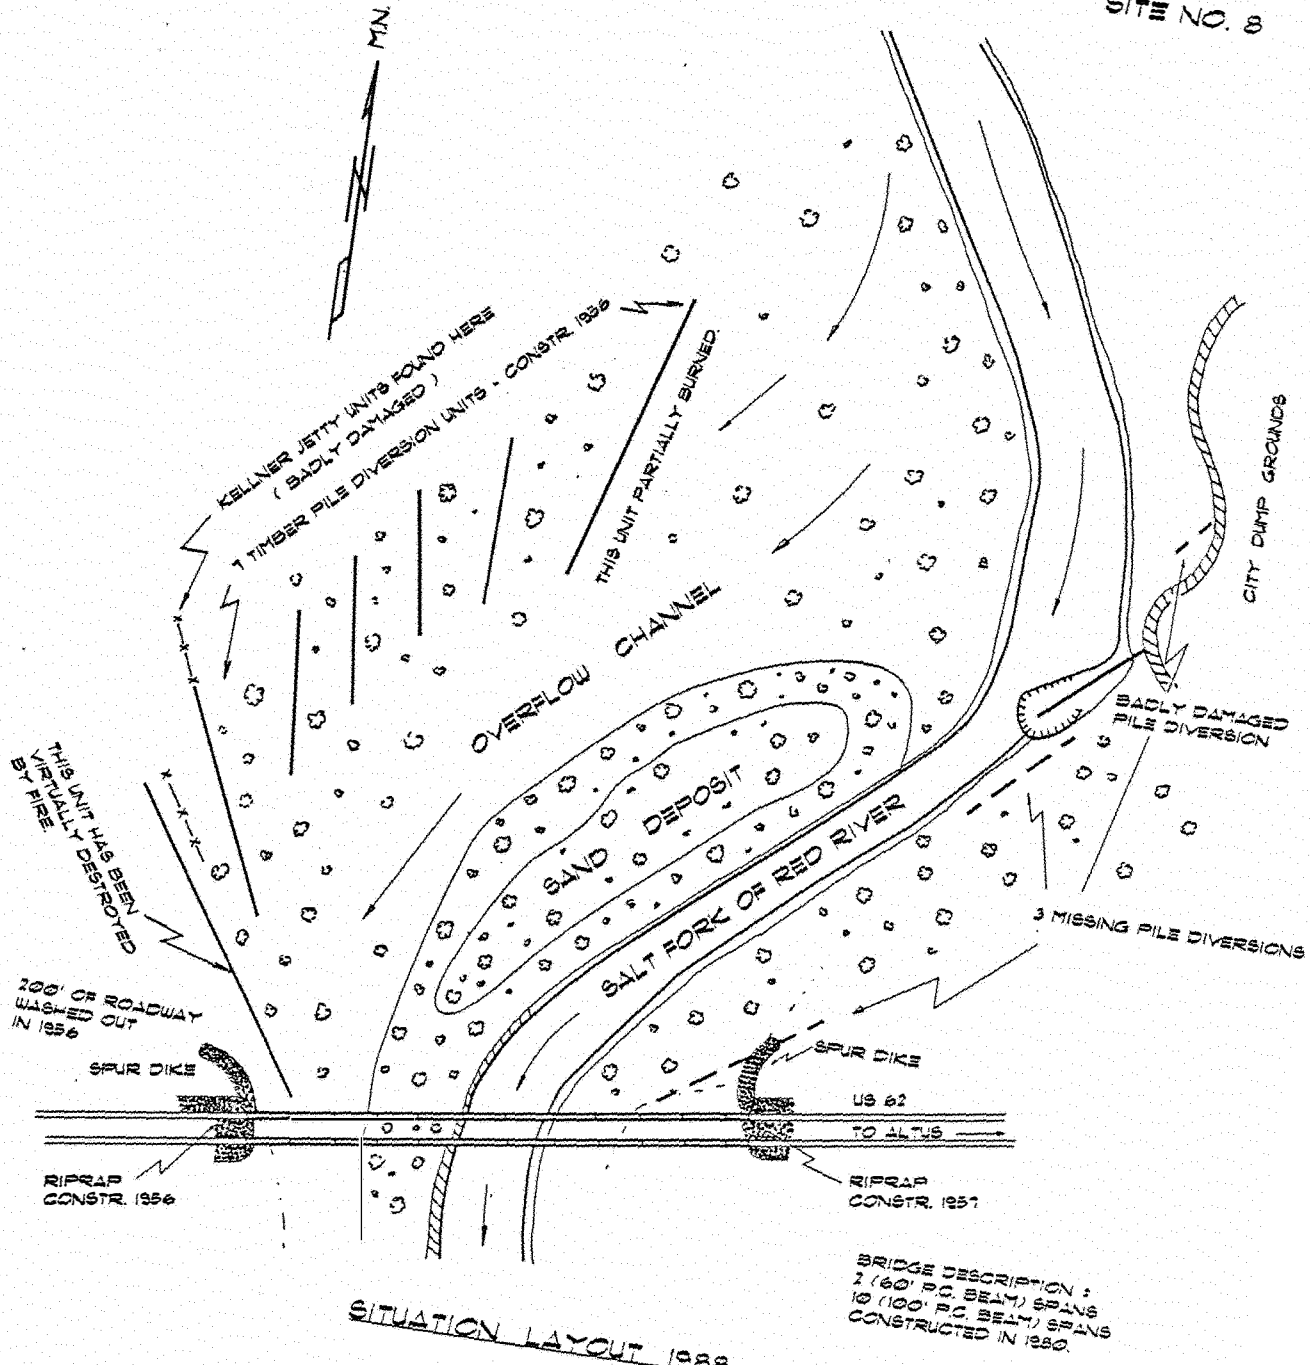 SITE NO. 8
M.N.
KELLNER JETTY UNITS FOUND HERE
( BADLY DAMAGED )
7 TIMBER PILE DIVERSION UNITS - CONSTR. 1956
THIS UNIT PARTIALLY BURNED.
CITY DUMP GROUNDS
OVERFLOW CHANNEL
BADLY DAMAGED
PILE DIVERSION
SAND DEPOSIT
SALT FORK OF RED RIVER
3 MISSING PILE DIVERSIONS
THIS UNIT HAS BEEN
VIRTUALLY DESTROYED
BY FIRE.
200' OF ROADWAY
WASHED OUT
IN 1956
SPUR DIKE
SPUR DIKE
US 62
TO ALTUS
RIPRAP
CONSTR. 1956
RIPRAP
CONSTR. 1957
BRIDGE DESCRIPTION :
2 (60' P.C. BEAM) SPANS
10 (100' P.C. BEAM) SPANS
CONSTRUCTED IN
SITUATION LAYOUT